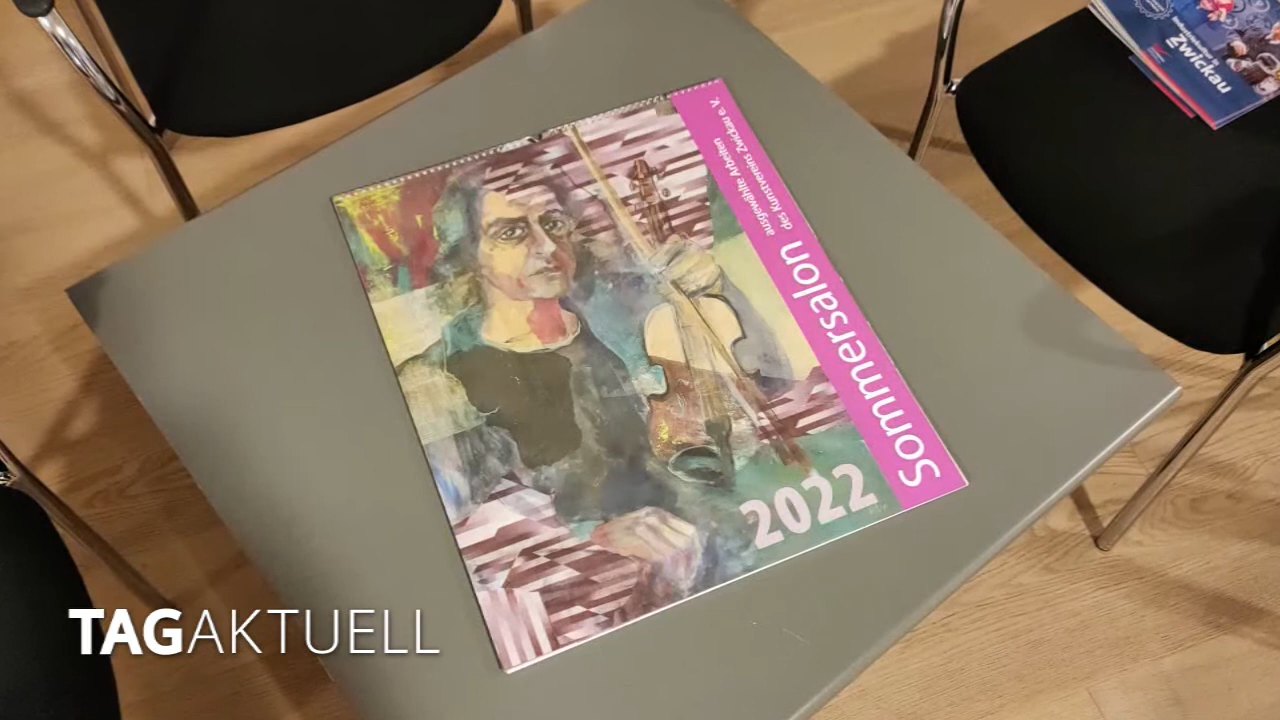 Sommersalon
ausgewählte Arbeiten
des Kunstvereins Zwickau e. V.
2022
Zwickau
TAGAKTUELL